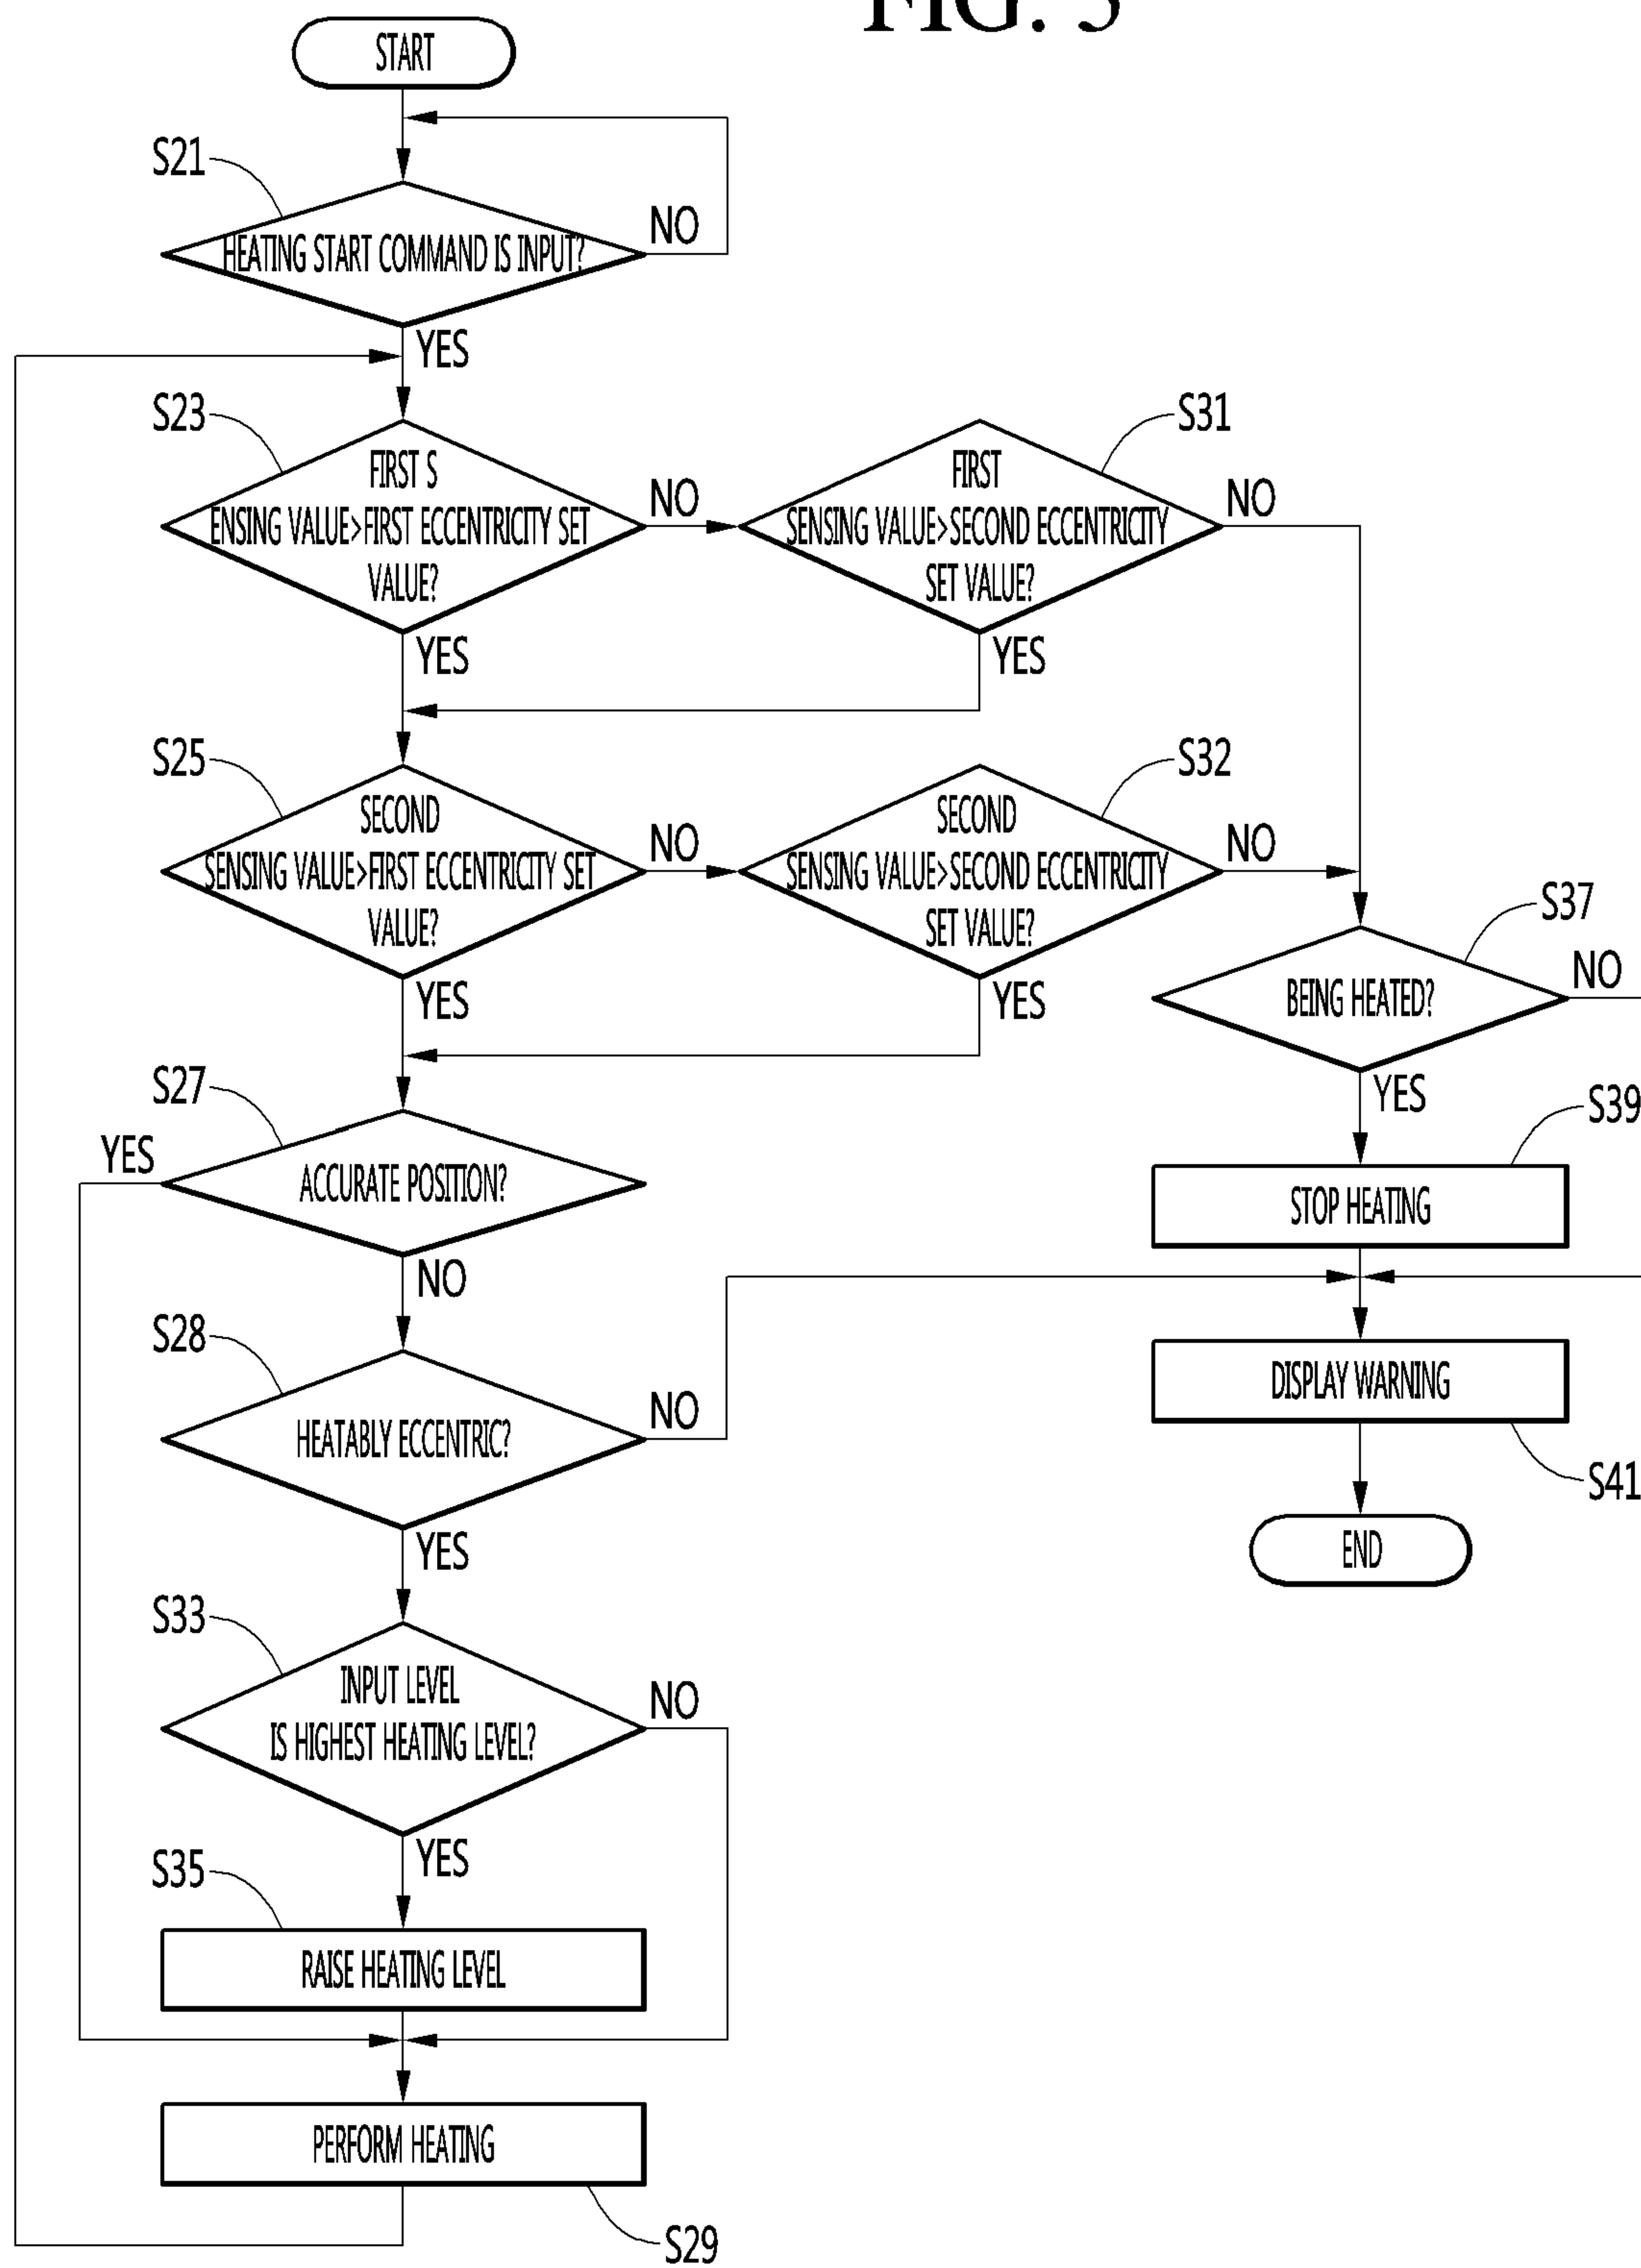 FIG. 5
START
S21
HEATING START COMMAND IS INPUT?
NO
YES
S23
FIRST S
ENSING VALUE>FIRST ECCENTRICITY SET
VALUE?
NO
YES
S31
FIRST
SENSING VALUE>SECOND ECCENTRICITY
SET VALUE?
NO
YES
S25
SECOND
SENSING VALUE>FIRST ECCENTRICITY SET
VALUE?
NO
YES
S32
SECOND
SENSING VALUE>SECOND ECCENTRICITY
SET VALUE?
NO
YES
S37
BEING HEATED?
NO
YES
S27
YES
ACCURATE POSITION?
NO
S39
STOP HEATING
S28
HEATABLY ECCENTRIC?
NO
YES
DISPLAY WARNING
S41
END
S33
INPUT LEVEL
IS HIGHEST HEATING LEVEL?
NO
YES
S35
RAISE HEATING LEVEL
PERFORM HEATING
S29